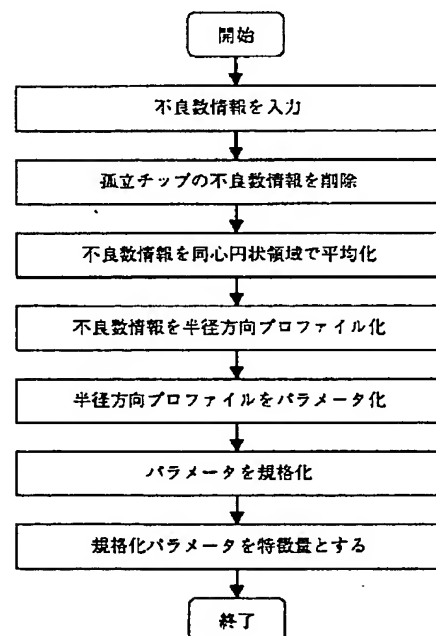 開始
不良数情報を入力
孤立チップの不良数情報を削除
不良数情報を同心円状領域で平均化
不良数情報を半径方向プロファイル化
半径方向プロファイルをパラメータ化
パラメータを規格化
規格化パラメータを特徴量とする
終了